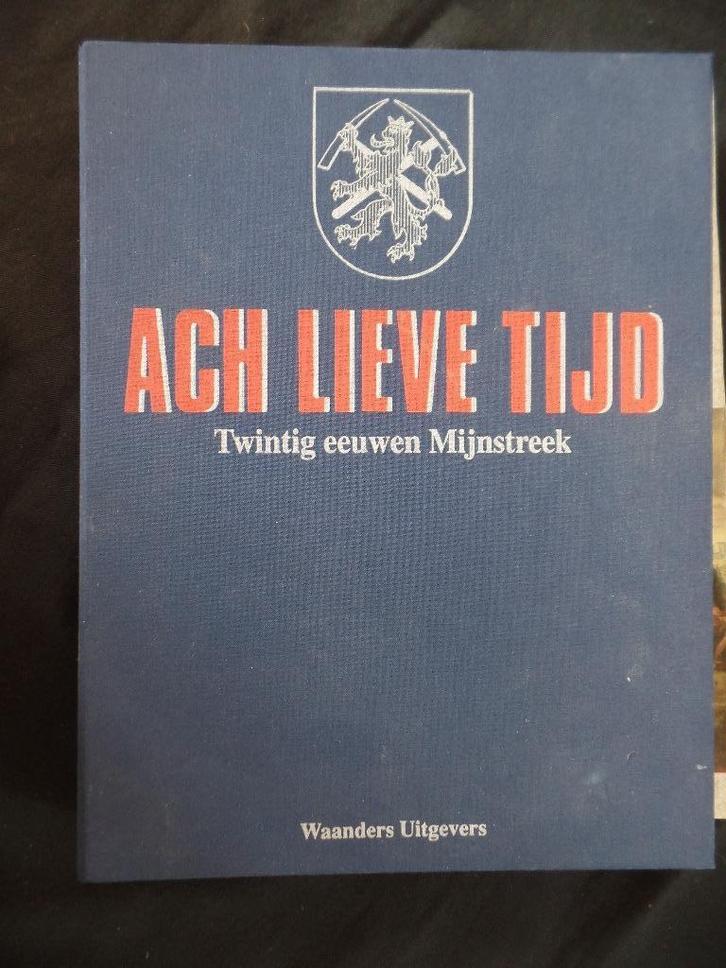 ACH LIEVE TIJD
Twintig eeuwen Mijnstreek
Waanders Uitgevers